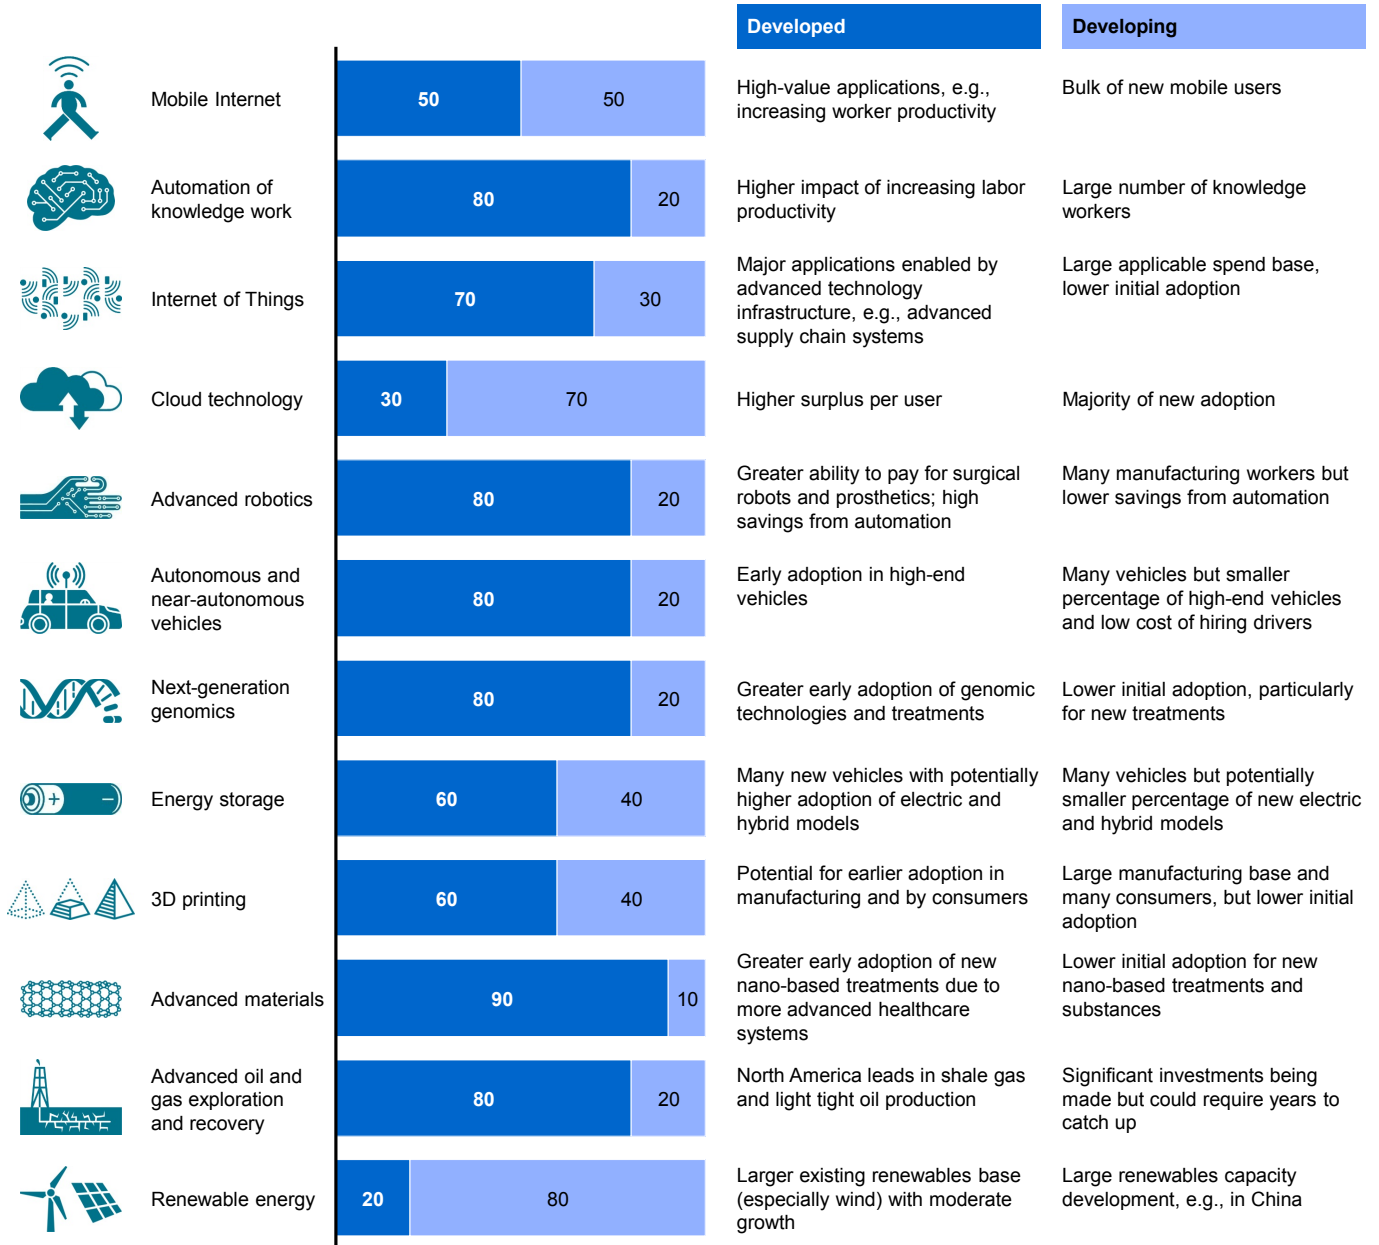 Developed
Developing
Mobile Internet
50
50
High-value applications, e.g.,
increasing worker productivity
Bulk of new mobile users
Automation of
knowledge work
80
20
Higher impact of increasing labor
productivity
Large number of knowledge
workers
Internet of Things
70
30
Major applications enabled by
advanced technology
infrastructure, e.g., advanced
supply chain systems
Large applicable spend base,
lower initial adoption
Cloud technology
30
70
Higher surplus per user
Majority of new adoption
Advanced robotics
80
20
Greater ability to pay for surgical
robots and prosthetics; high
savings from automation
Many manufacturing workers but
lower savings from automation
Autonomous and
near-autonomous
vehicles
80
20
Early adoption in high-end
vehicles
Many vehicles but smaller
percentage of high-end vehicles
and low cost of hiring drivers
Next-generation
genomics
80
20
Greater early adoption of genomic
technologies and treatments
Lower initial adoption, particularly
for new treatments
Energy storage
60
40
Many new vehicles with potentially
higher adoption of electric and
hybrid models
Many vehicles but potentially
smaller percentage of new electric
and hybrid models
3D printing
60
40
Potential for earlier adoption in
manufacturing and by consumers
Large manufacturing base and
many consumers, but lower initial
adoption
Advanced materials
90
10
Greater early adoption of new
nano-based treatments due to
more advanced healthcare
systems
Lower initial adoption for new
nano-based treatments and
substances
Advanced oil and
gas exploration
and recovery
80
20
North America leads in shale gas
and light tight oil production
Significant investments being
made but could require years to
catch up
Renewable energy
20
80
Larger existing renewables base
(especially wind) with moderate
growth
Large renewables capacity
development, e.g., in China